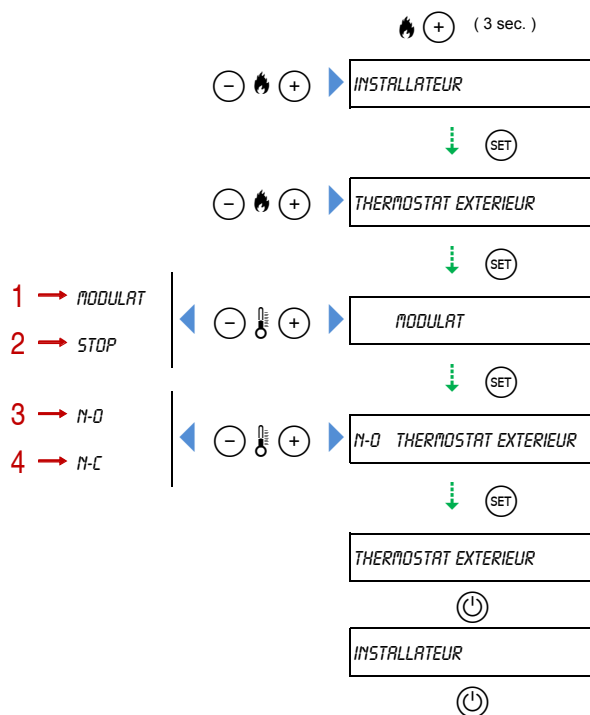 + ( 3 sec. )
− + INSTALLATEUR
SET
− + THERMOSTAT EXTERIEUR
SET
1 MODULAT
− + MODULAT
2 STOP
SET
3 N-O
− + N-O THERMOSTAT EXTERIEUR
4 N-C
SET
THERMOSTAT EXTERIEUR
INSTALLATEUR